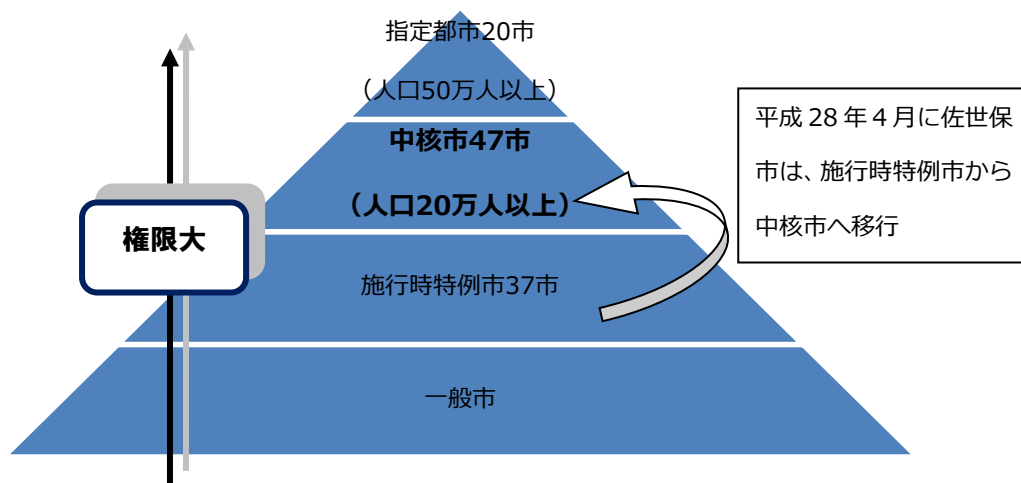 指定都市20市
（人口50万人以上）
中核市47市
（人口20万人以上）
施行時特例市37市
一般市
権限大
平成 28 年 4 月に佐世保
市は、施行時特例市から
中核市へ移行